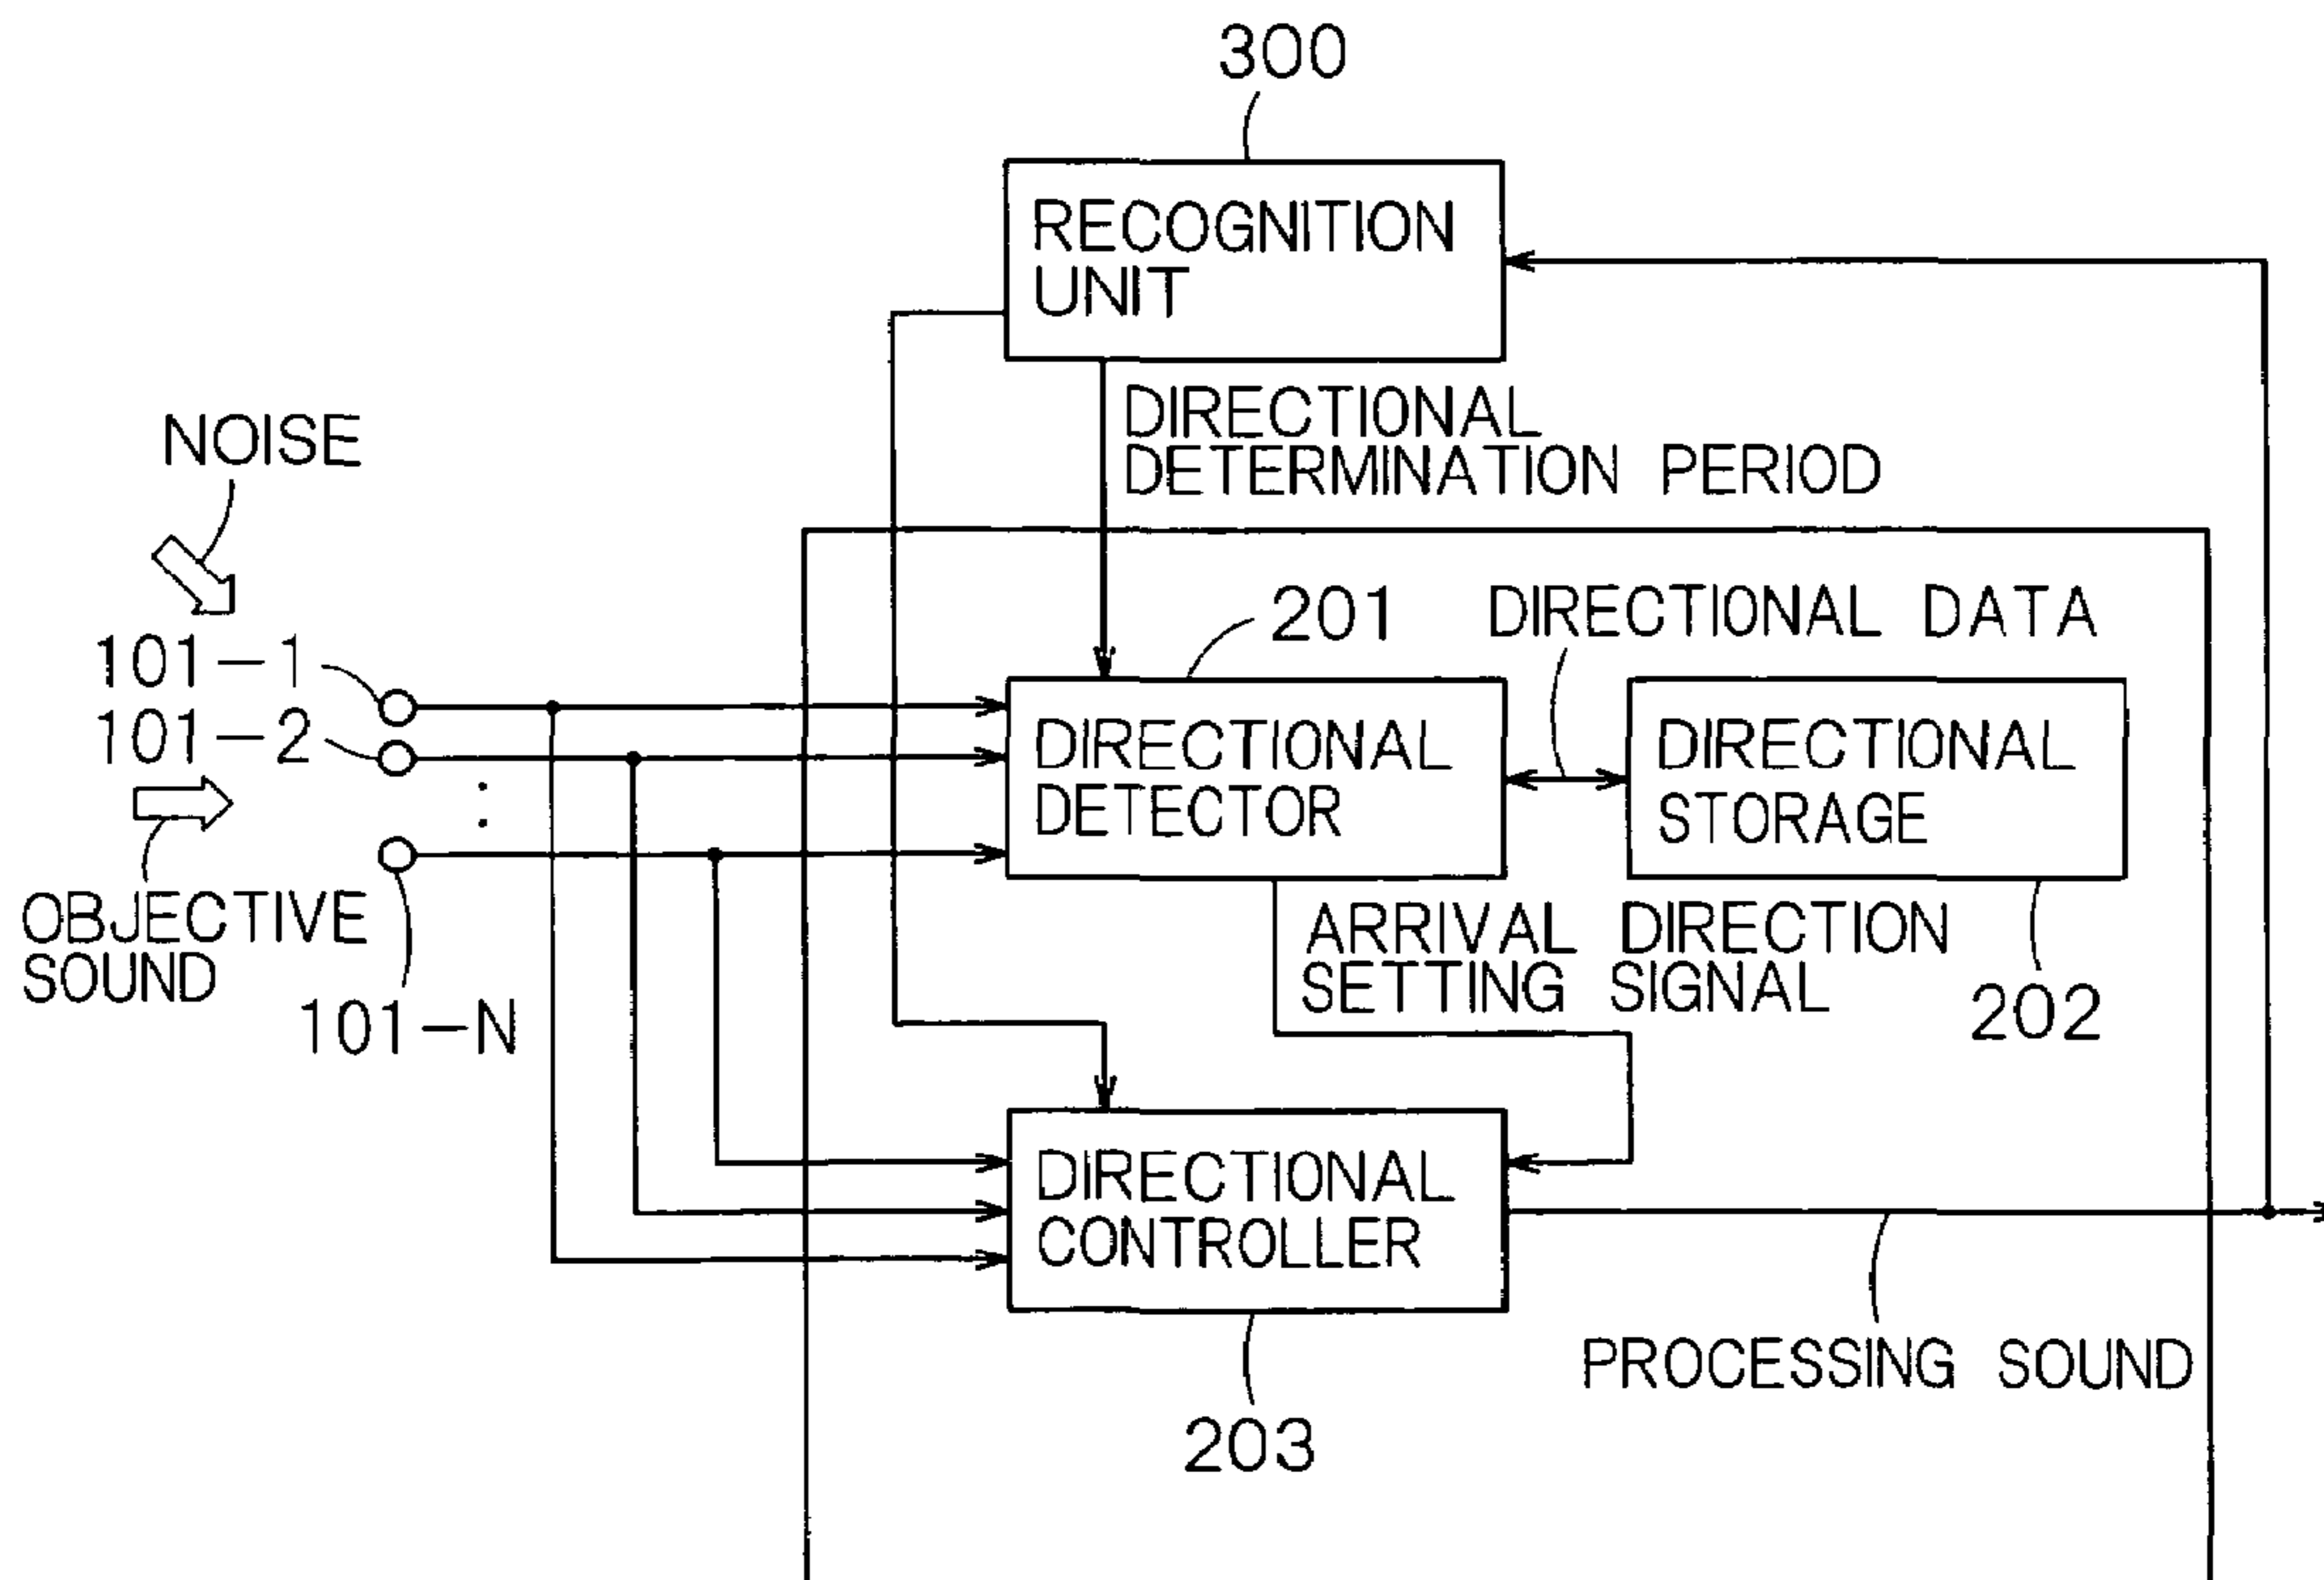 300
RECOGNITION
UNIT
DIRECTIONAL
DETERMINATION PERIOD
NOISE
201
DIRECTIONAL DATA
101-1
101-2
:
DIRECTIONAL
DETECTOR
DIRECTIONAL
STORAGE
OBJECTIVE
SOUND
101-N
ARRIVAL DIRECTION
SETTING SIGNAL
202
DIRECTIONAL
CONTROLLER
PROCESSING SOUND
203